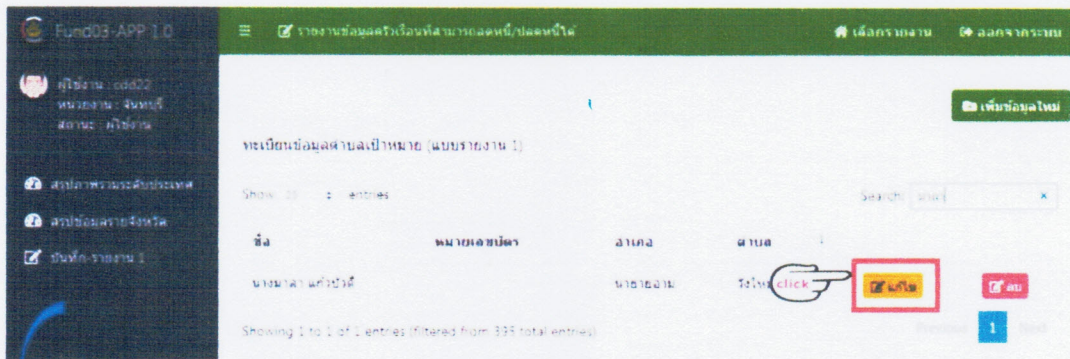 Fund03-APP 1.0
รายงานข้อมูลครัวเรือนที่สามารถลดหนี้/ปลดหนี้ได้
เลือกรายงาน
ออกจากระบบ
ผู้ใช้งาน : cdd22
หน่วยงาน : จันทบุรี
สถานะ : ผู้ใช้งาน
เพิ่มข้อมูลใหม่
ทะเบียนข้อมูลตำบลเป้าหมาย (แบบรายงาน 1)
สรุปภาพรวมระดับประเทศ
สรุปข้อมูลรายจังหวัด
บันทึก-รายงาน 1
Show entries
Search:
ชื่อ หมายเลขบัตร อำเภอ ตำบล
นางมาลา แก้วบัวดี นายายอาม วังใหม่ click แก้ไข ลบ
Showing 1 to 1 of 1 entries (filtered from 395 total entries)
Previous 1 Next